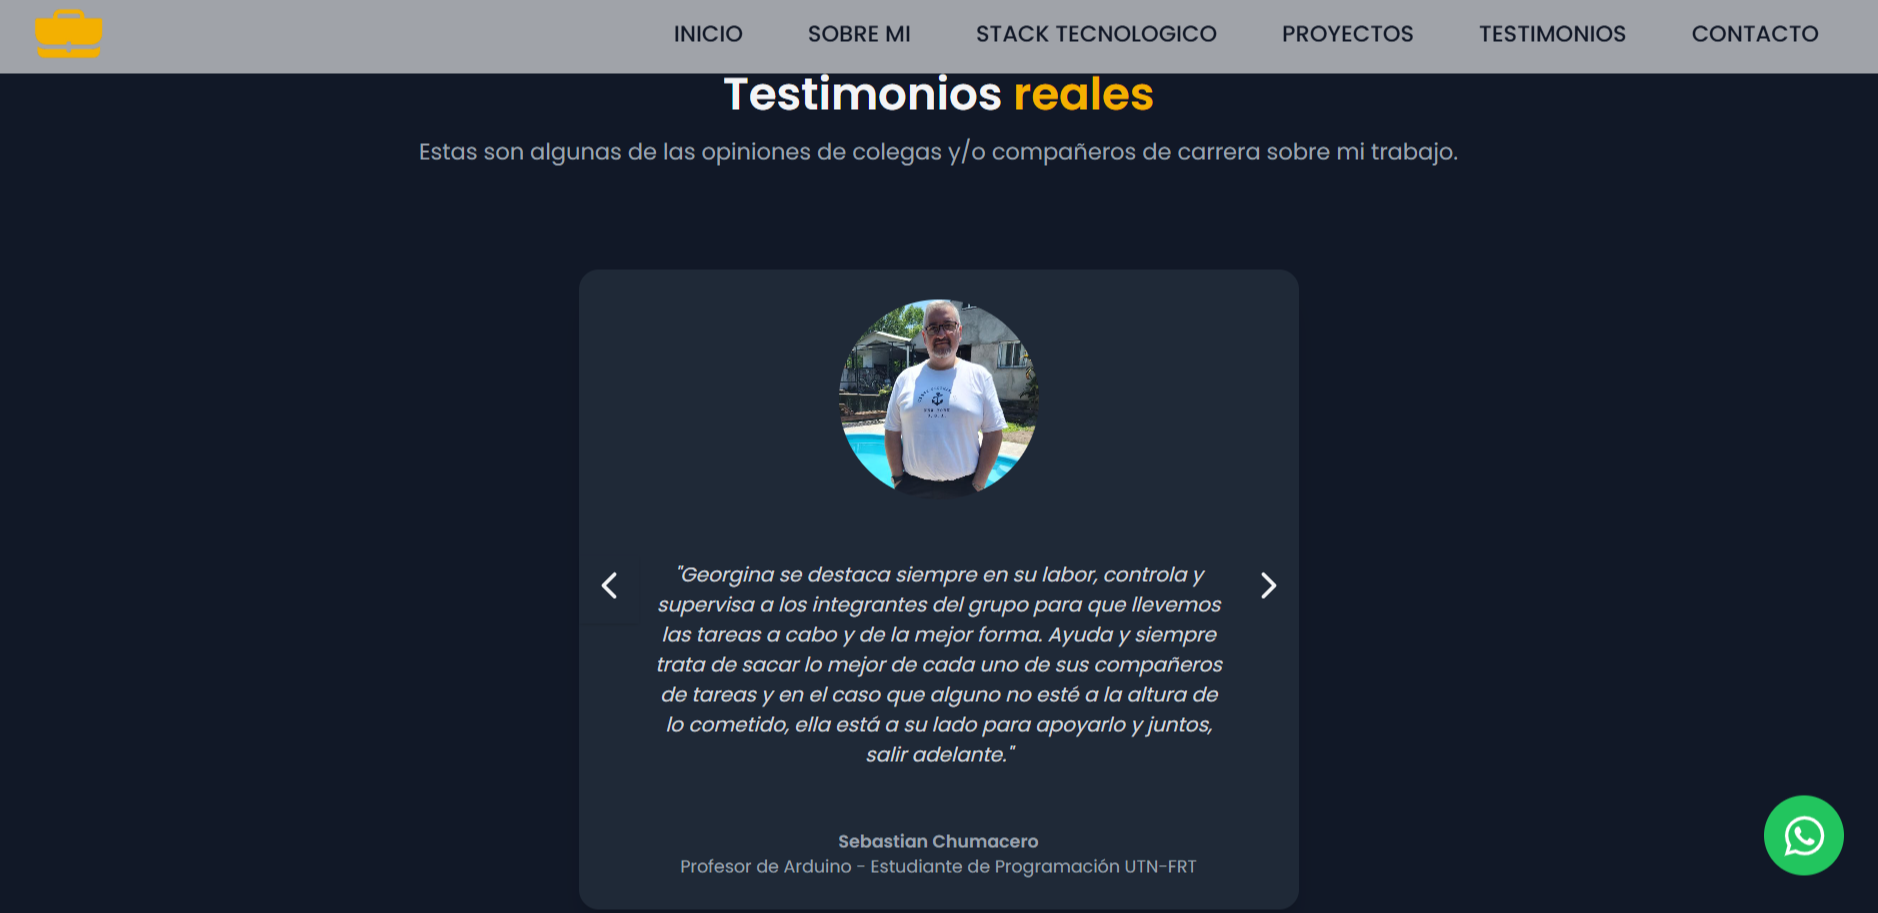 INICIO SOBRE MI STACK TECNOLOGICO PROYECTOS TESTIMONIOS CONTACTO
Testimonios reales
Estas son algunas de las opiniones de colegas y/o compañeros de carrera sobre mi trabajo.
"Georgina se destaca siempre en su labor, controla y
supervisa a los integrantes del grupo para que llevemos
las tareas a cabo y de la mejor forma. Ayuda y siempre
trata de sacar lo mejor de cada uno de sus compañeros
de tareas y en el caso que alguno no esté a la altura de
lo cometido, ella está a su lado para apoyarlo y juntos,
salir adelante."
Sebastian Chumacero
Profesor de Arduino - Estudiante de Programación UTN-FRT